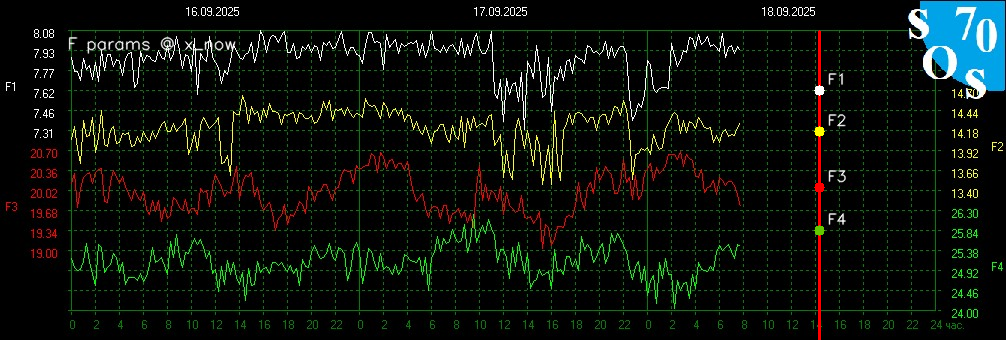 16.09.2025 17.09.2025 18.09.2025
S 70
O S
F params @ x_now
8.08
7.93
7.77
7.62
7.46
7.31
F1
20.70
20.36
20.02
19.68
19.34
19.00
F3
F1
F2
F3
F4
14.70
14.44
14.18
13.92
13.66
13.40
F2
26.30
25.84
25.38
24.92
24.46
24.00
F4
0 2 4 6 8 10 12 14 16 18 20 22 0 2 4 6 8 10 12 14 16 18 20 22 0 2 4 6 8 10 12 14 16 18 20 22 24 час.